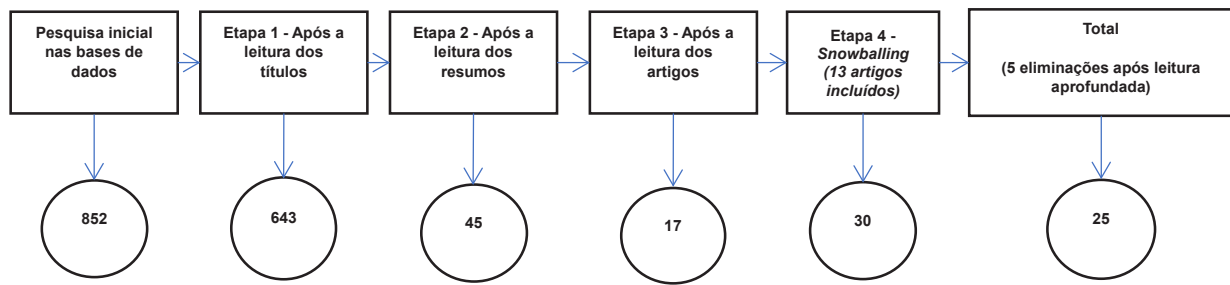 Pesquisa inicial
nas bases de
dados
Etapa 1 - Após a
leitura dos
títulos
Etapa 2 - Após a
leitura dos
resumos
Etapa 3 - Após a
leitura dos
artigos
Etapa 4 -
Snowballing
(13 artigos
incluídos)
Total
(5 eliminações após leitura
aprofundada)
852
643
45
17
30
25